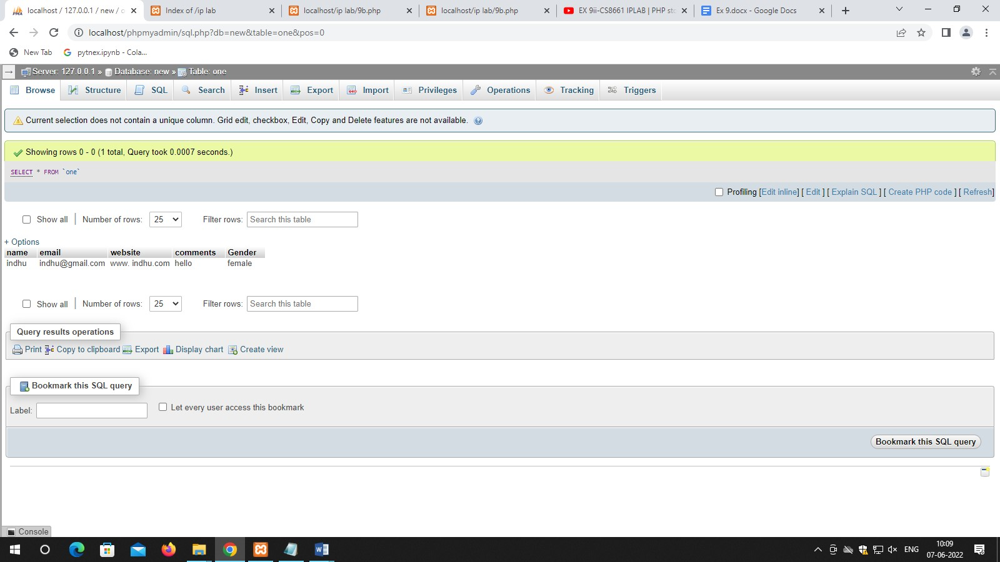 localhost / 127.0.0.1 / new / o
Index of /ip lab
localhost/ip lab/9b.php
localhost/ip lab/9b.php
EX 9ii-CS8661 IPLAB | PHP sto
Ex 9.docx - Google Docs
localhost/phpmyadmin/sql.php?db=new&table=one&pos=0
New Tab
pytnex.ipynb - Cola...
Server: 127.0.0.1 » Database: new » Table: one
Browse Structure SQL Search Insert Export Import Privileges Operations Tracking Triggers
Current selection does not contain a unique column. Grid edit, checkbox, Edit, Copy and Delete features are not available.
Showing rows 0 - 0 (1 total, Query took 0.0007 seconds.)
SELECT * FROM `one`
Profiling [Edit inline] [ Edit ] [ Explain SQL ] [ Create PHP code ] [ Refresh]
Show all Number of rows: 25 Filter rows: Search this table
+ Options
name email website comments Gender
indhu indhu@gmail.com www. indhu.com hello female
Show all Number of rows: 25 Filter rows: Search this table
Query results operations
Print Copy to clipboard Export Display chart Create view
Bookmark this SQL query
Label: Let every user access this bookmark
Bookmark this SQL query
Console
ENG
10:09
07-06-2022